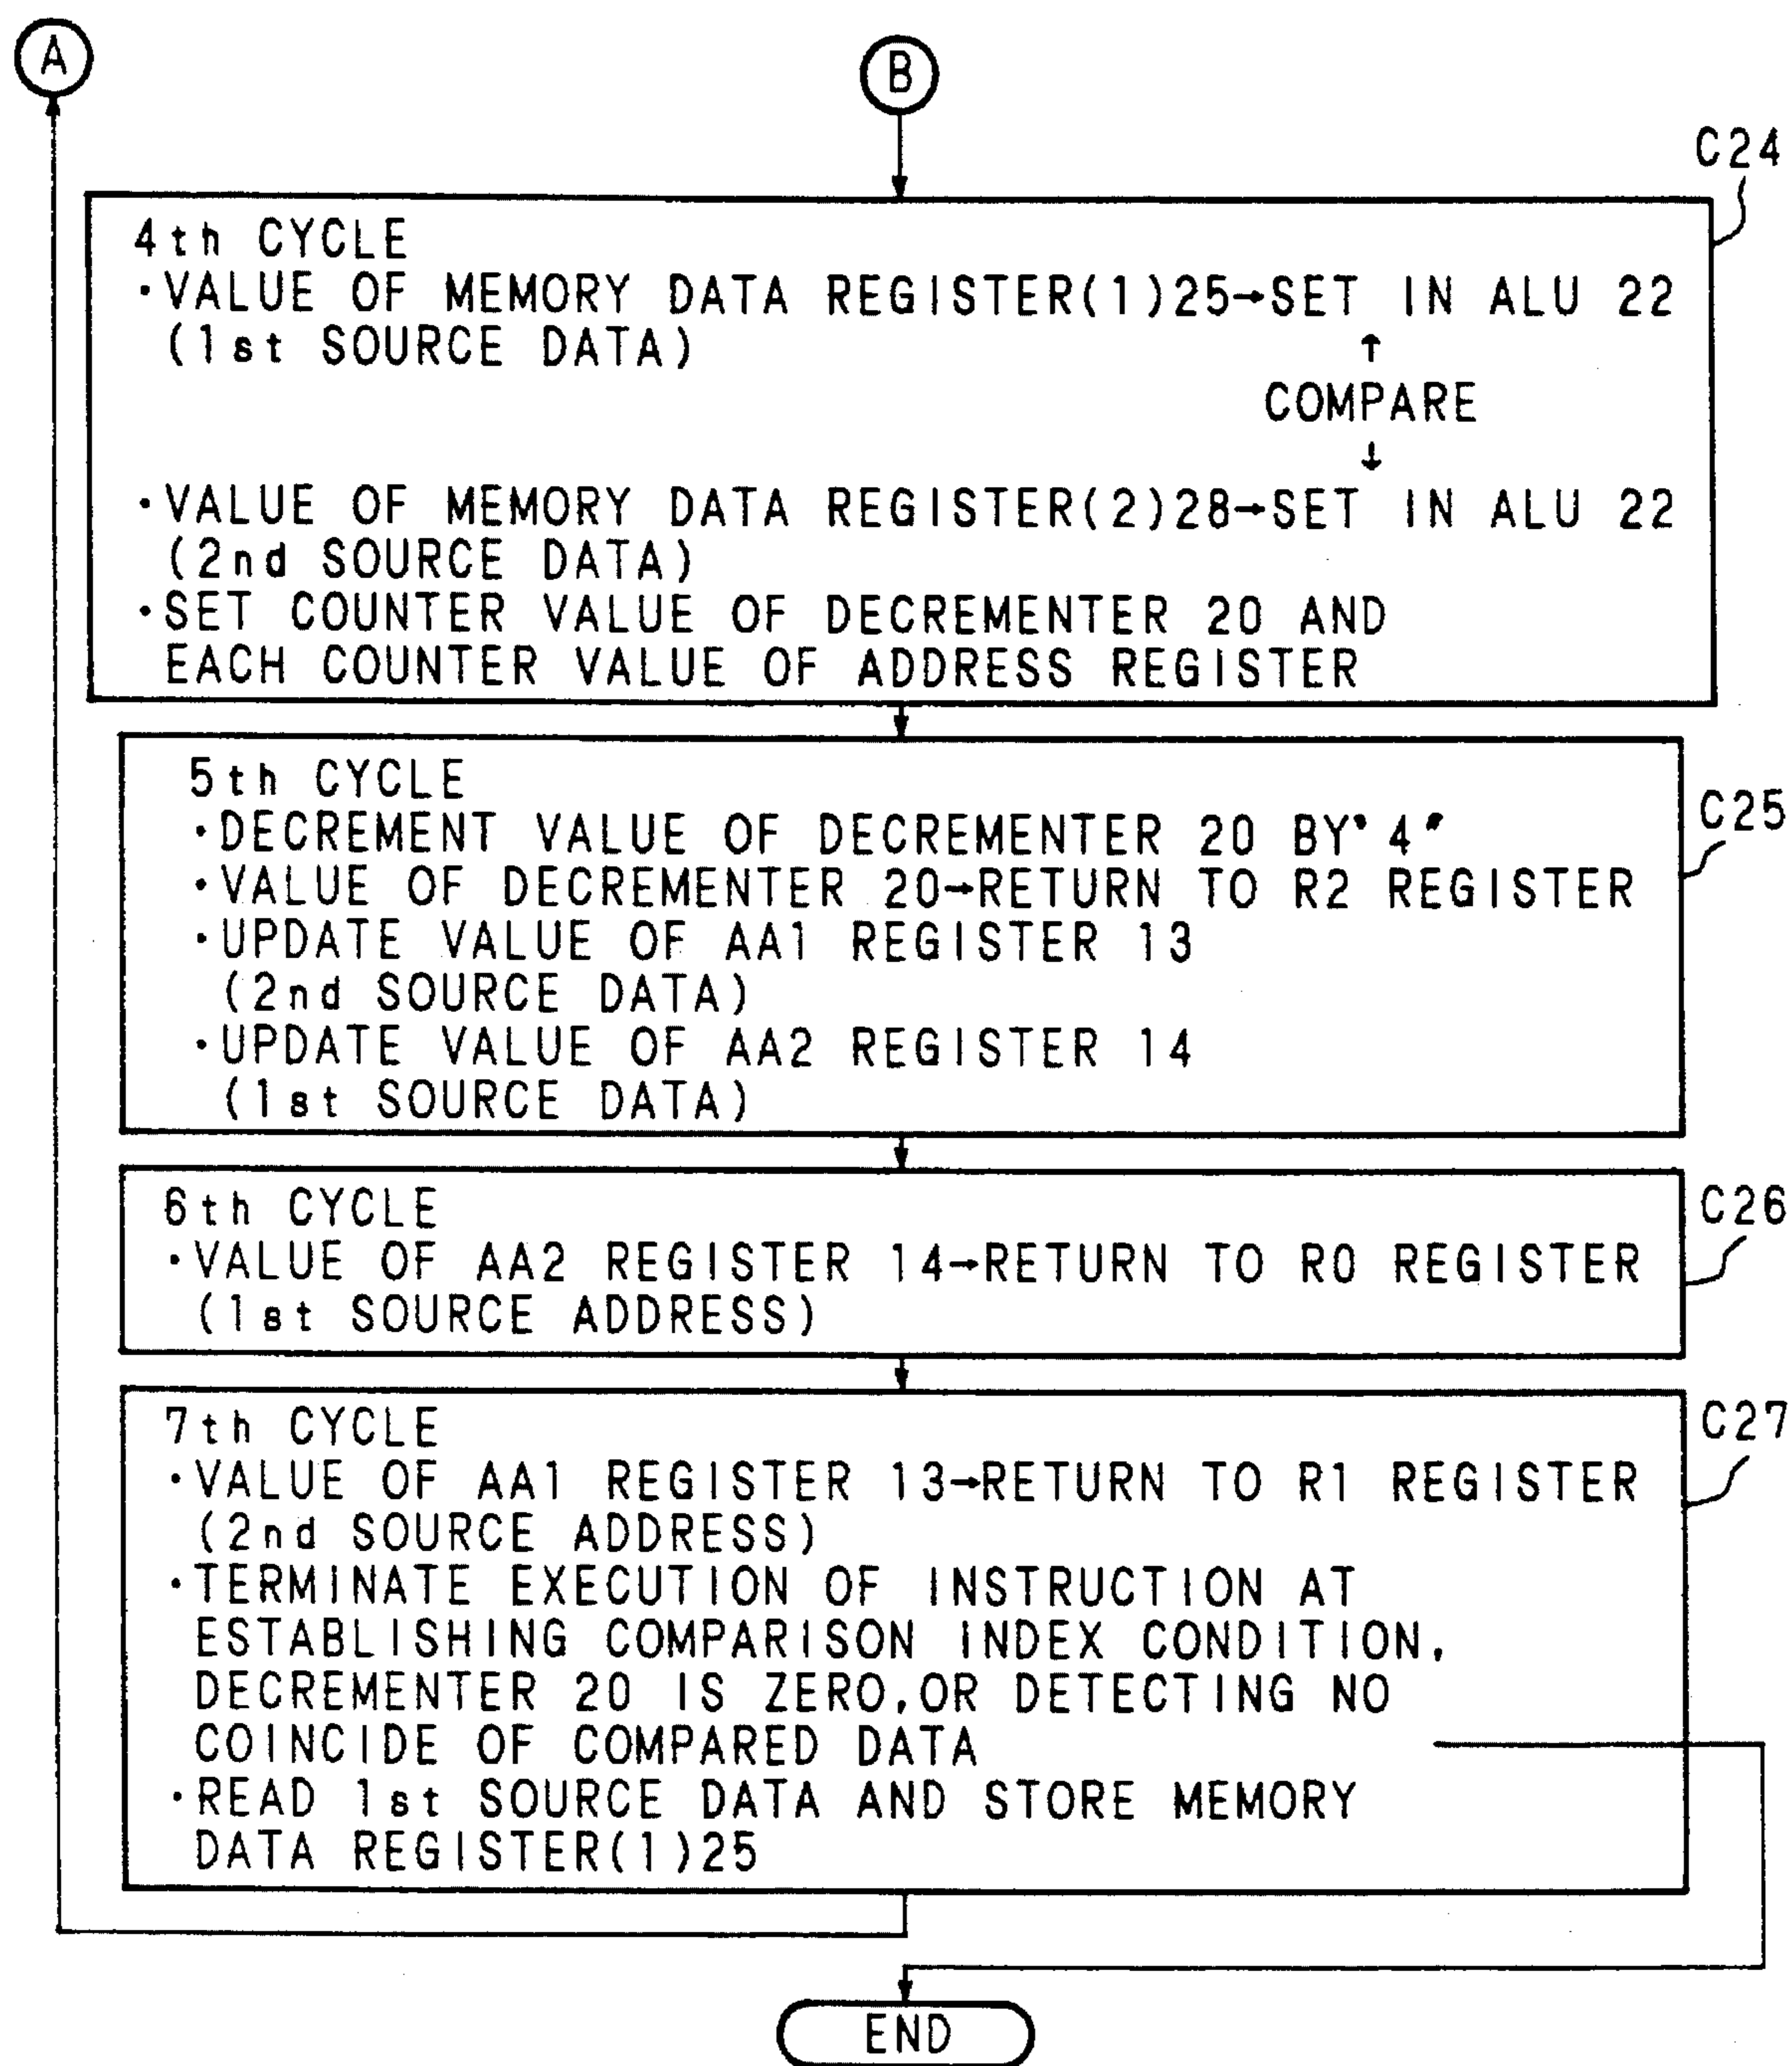 A
B
C24
4th CYCLE
·VALUE OF MEMORY DATA REGISTER(1)25→SET IN ALU 22
(1st SOURCE DATA)
↑
COMPARE
↓
·VALUE OF MEMORY DATA REGISTER(2)28→SET IN ALU 22
(2nd SOURCE DATA)
·SET COUNTER VALUE OF DECREMENTER 20 AND
EACH COUNTER VALUE OF ADDRESS REGISTER
C25
5th CYCLE
·DECREMENT VALUE OF DECREMENTER 20 BY"4"
·VALUE OF DECREMENTER 20→RETURN TO R2 REGISTER
·UPDATE VALUE OF AA1 REGISTER 13
(2nd SOURCE DATA)
·UPDATE VALUE OF AA2 REGISTER 14
(1st SOURCE DATA)
C26
6th CYCLE
·VALUE OF AA2 REGISTER 14→RETURN TO R0 REGISTER
(1st SOURCE ADDRESS)
C27
7th CYCLE
·VALUE OF AA1 REGISTER 13→RETURN TO R1 REGISTER
(2nd SOURCE ADDRESS)
·TERMINATE EXECUTION OF INSTRUCTION AT
ESTABLISHING COMPARISON INDEX CONDITION,
DECREMENTER 20 IS ZERO,OR DETECTING NO
COINCIDE OF COMPARED DATA
·READ 1st SOURCE DATA AND STORE MEMORY
DATA REGISTER(1)25
END